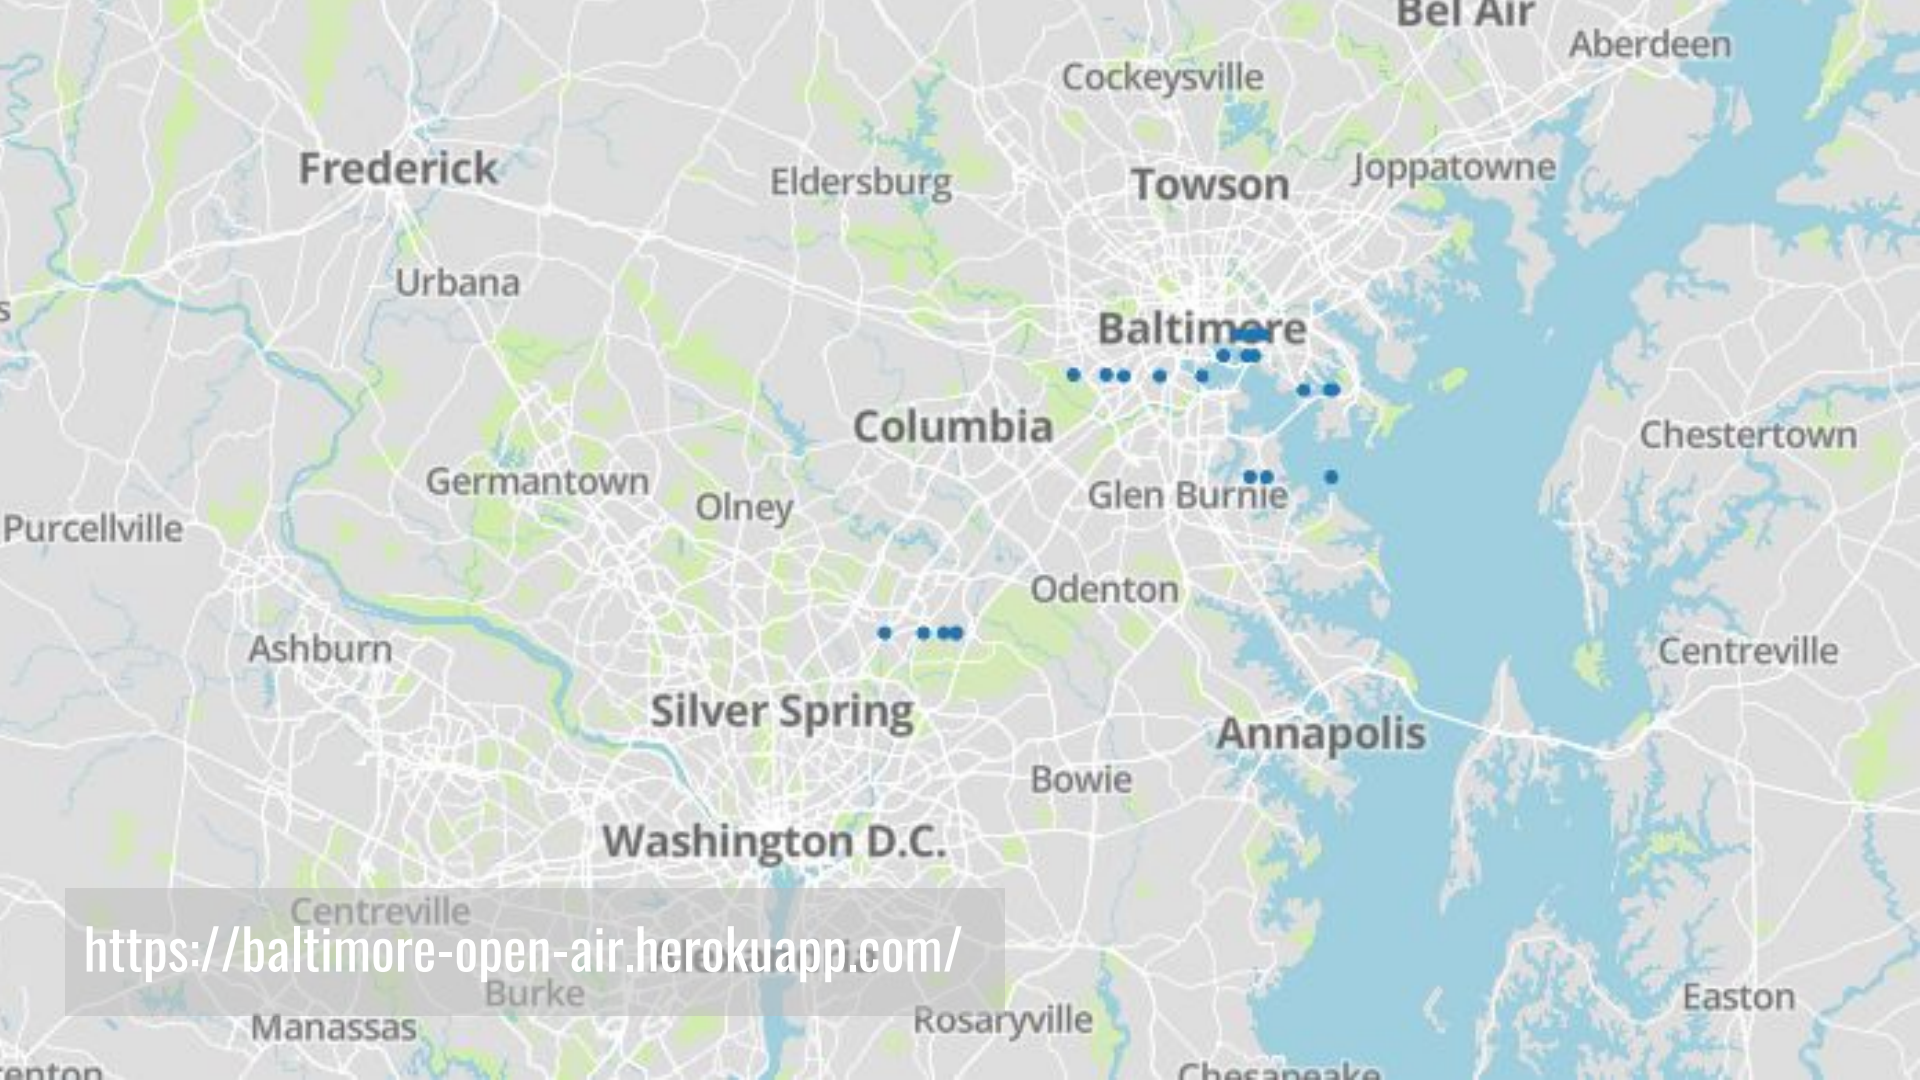 Bel Air
Aberdeen
Cockeysville
Frederick
Eldersburg
Towson
Joppatowne
Urbana
s
Baltimore
Columbia
Chestertown
Germantown
Olney
Glen Burnie
Purcellville
Odenton
Ashburn
Centreville
Silver Spring
Annapolis
Bowie
Washington D.C.
Centreville
https://baltimore-open-air.herokuapp.com/
Burke
Easton
Manassas
Rosaryville
Chesapeake